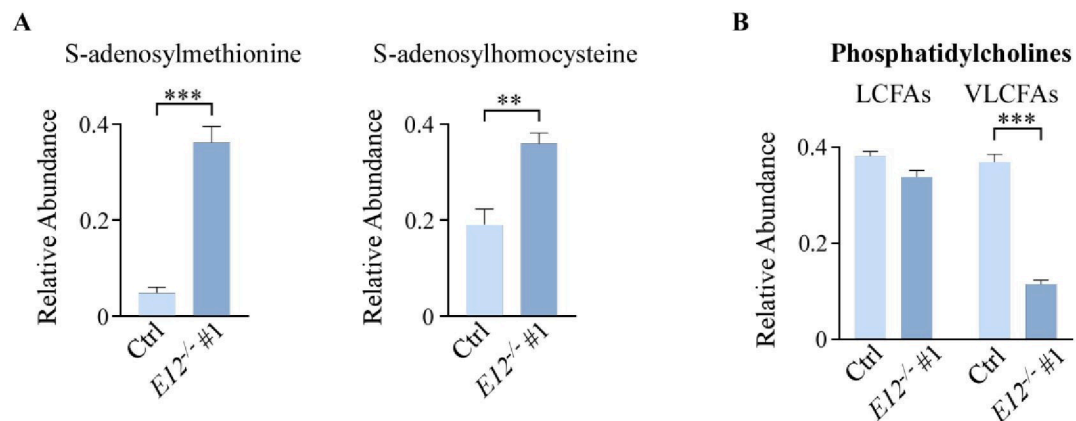 A
S-adenosylmethionine
Relative Abundance
0.4
0.2
0
***
Ctrl
E12-/- #1
S-adenosylhomocysteine
Relative Abundance
0.4
0.2
0
**
Ctrl
E12-/- #1
B
Phosphatidylcholines
LCFAs VLCFAs
Relative Abundance
0.4
0.2
0
***
Ctrl
E12-/- #1
Ctrl
E12-/- #1